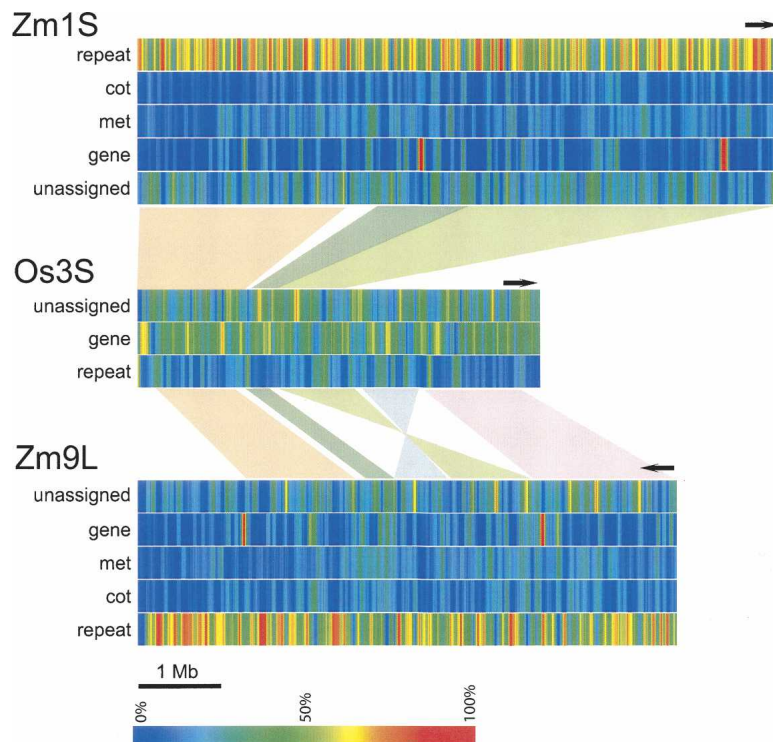 Zm1S
repeat
cot
met
gene
unassigned
Os3S
unassigned
gene
repeat
Zm9L
unassigned
gene
met
cot
repeat
1 Mb
0%
50%
100%